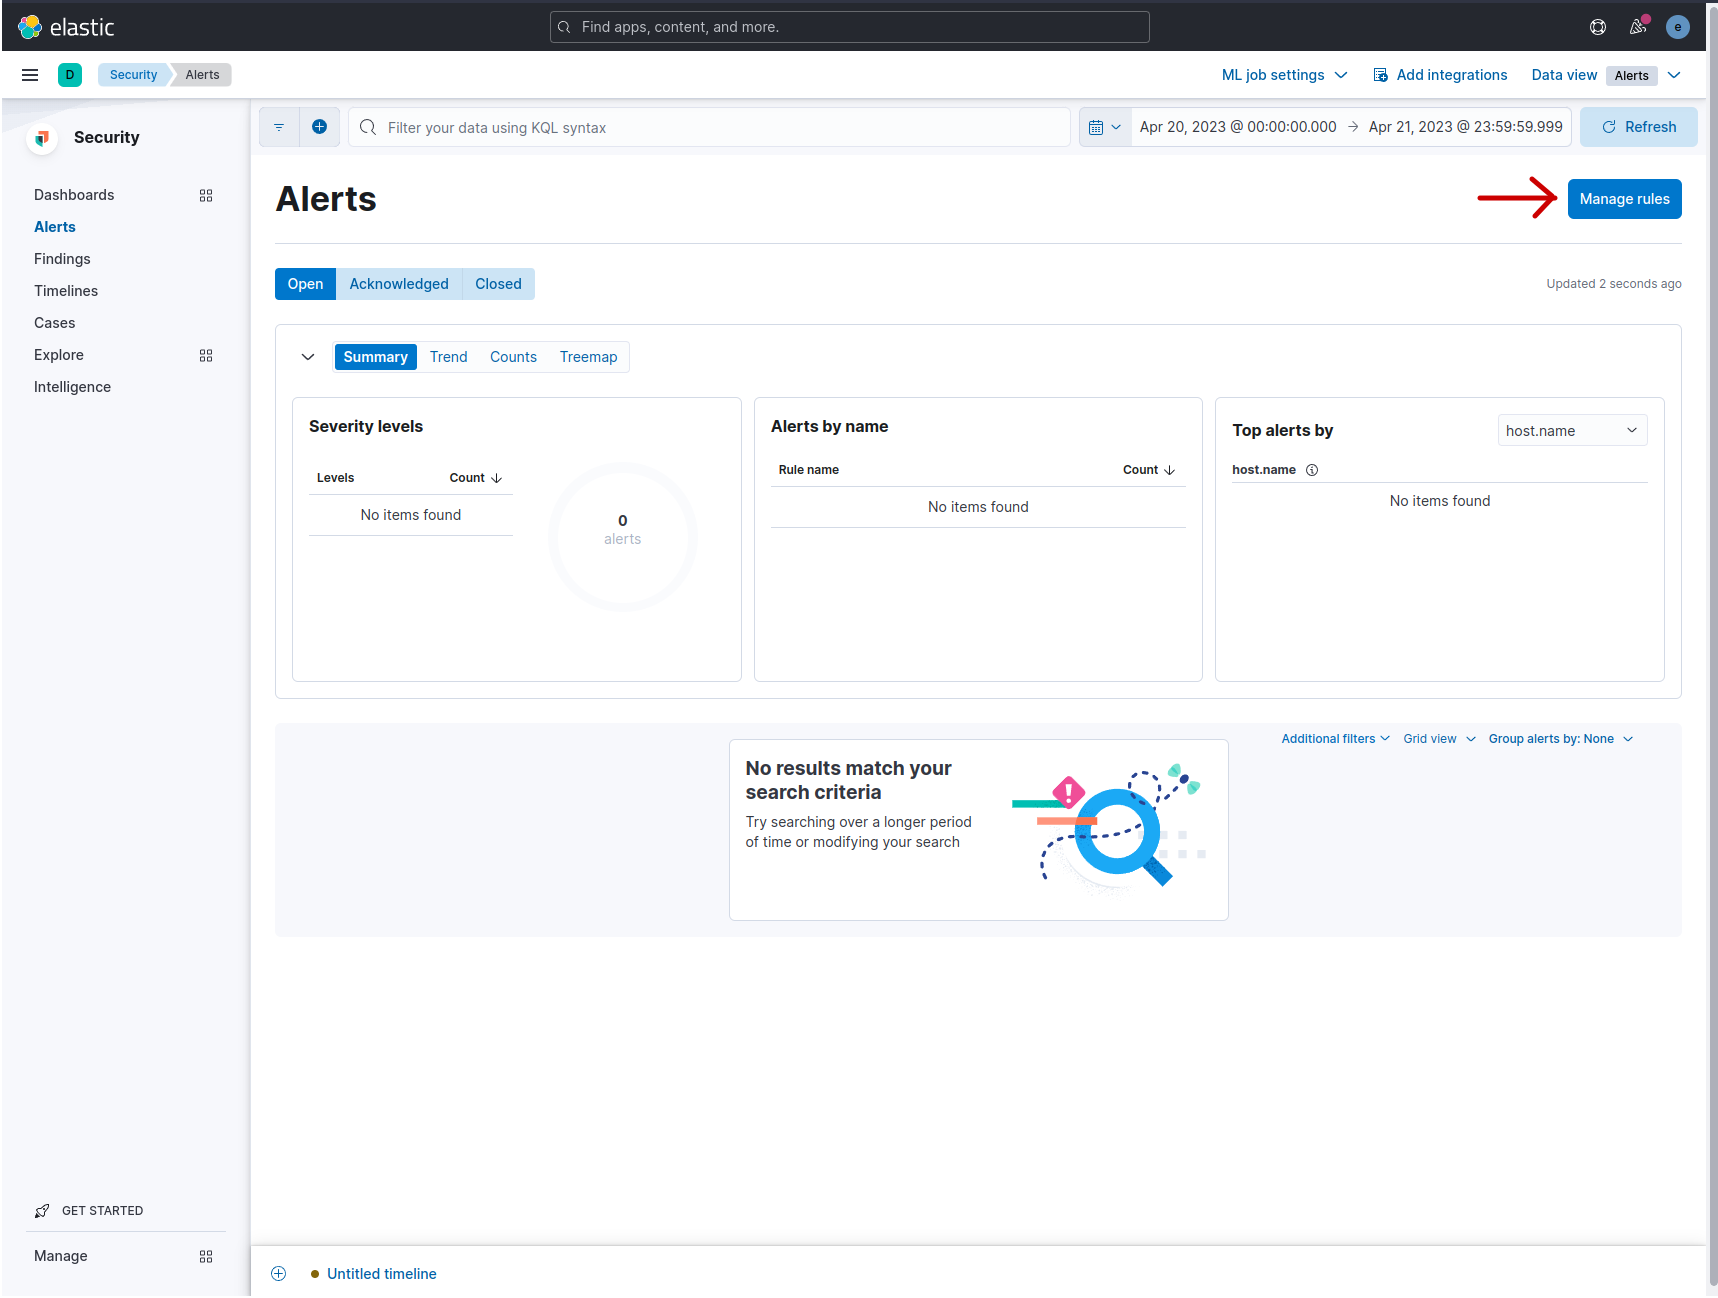 elastic
Find apps, content, and more.
e
D
Security
Alerts
ML job settings
Add integrations
Data view
Alerts
Security
Filter your data using KQL syntax
Apr 20, 2023 @ 00:00:00.000 → Apr 21, 2023 @ 23:59:59.999
Refresh
Dashboards
Alerts
Findings
Timelines
Cases
Explore
Intelligence
Alerts
Manage rules
Open
Acknowledged
Closed
Updated 2 seconds ago
Summary
Trend
Counts
Treemap
Severity levels
Levels
Count
No items found
0
alerts
Alerts by name
Rule name
Count
No items found
Top alerts by
host.name
host.name
No items found
Additional filters
Grid view
Group alerts by: None
No results match your
search criteria
Try searching over a longer period
of time or modifying your search
GET STARTED
Manage
Untitled timeline